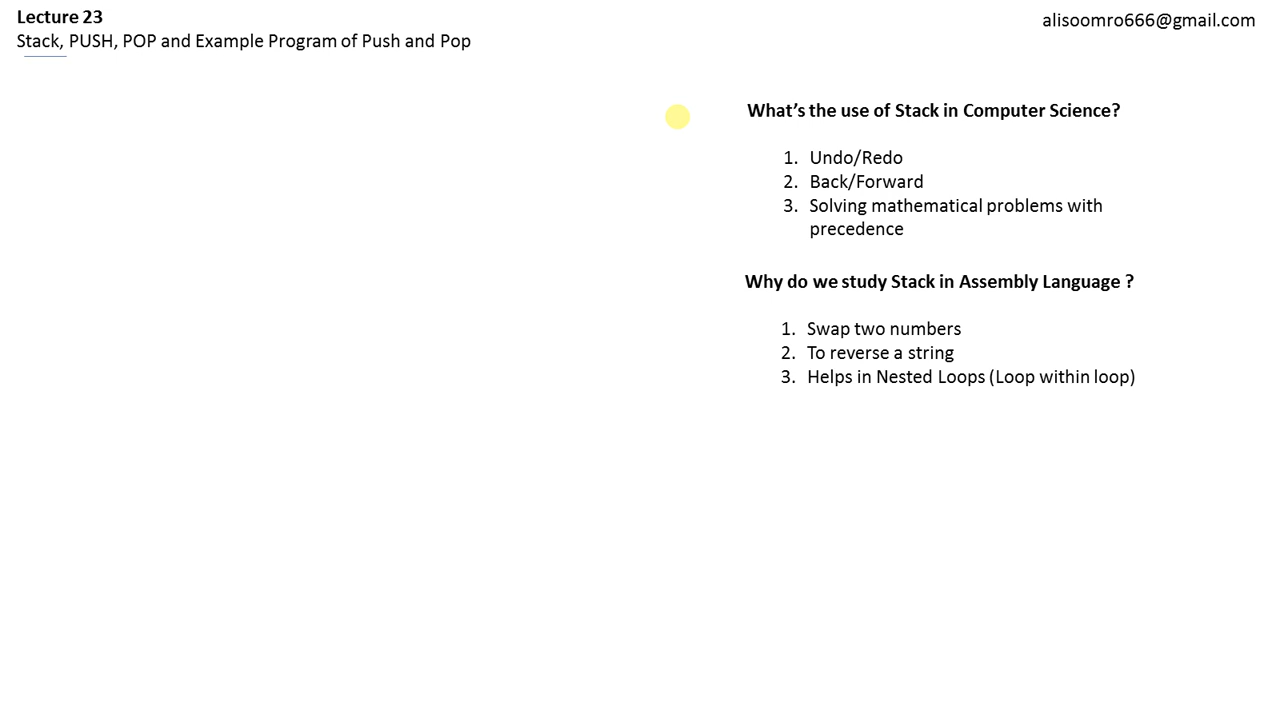 Lecture 23
Stack, PUSH, POP and Example Program of Push and Pop
alisoomro666@gmail.com
What's the use of Stack in Computer Science?
1. Undo/Redo
2. Back/Forward
3. Solving mathematical problems with
precedence
Why do we study Stack in Assembly Language ?
1. Swap two numbers
2. To reverse a string
3. Helps in Nested Loops (Loop within loop)